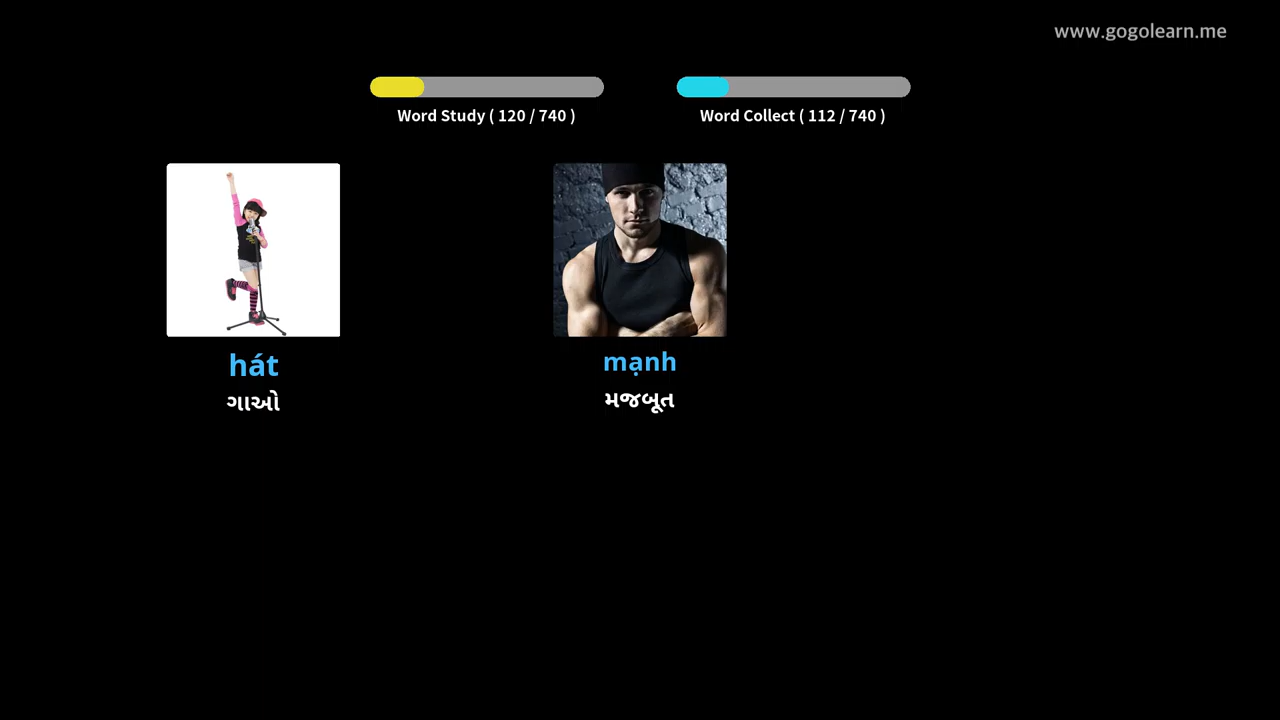 www.gogolearn.me
Word Study ( 120 / 740 )
Word Collect ( 112 / 740 )
hát
ગાઓ
mạnh
મજબૂત